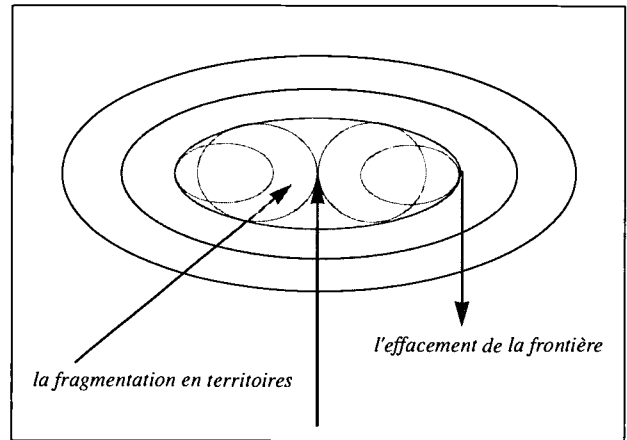 l'effacement de la frontière
la fragmentation en territoires